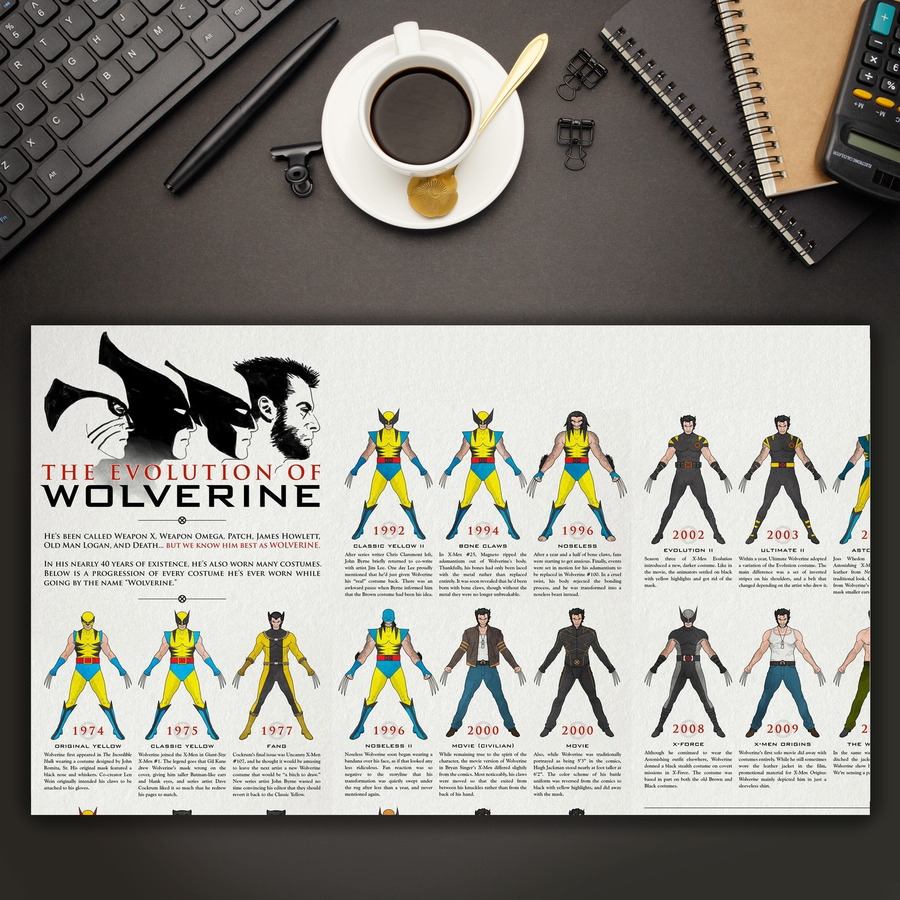 THE EVOLUTION OF
WOLVERINE
HE'S BEEN CALLED WEAPON X, WEAPON OMEGA, PATCH, JAMES HOWLETT,
OLD MAN LOGAN, AND DEATH... BUT WE KNOW HIM BEST AS WOLVERINE.
IN HIS NEARLY 40 YEARS OF EXISTENCE, HE'S ALSO WORN MANY COSTUMES.
BELOW IS A PROGRESSION OF EVERY COSTUME HE'S EVER WORN WHILE
GOING BY THE NAME "WOLVERINE."
1974
ORIGINAL YELLOW
Wolverine first appeared in The Incredible
Hulk wearing a costume designed by John
Romita, Sr. His original mask featured a
black nose and whiskers. Co-creator Len
Wein originally intended his claws to be
attached to his gloves.
1975
CLASSIC YELLOW
Wolverine joined the X-Men in Giant-Size
X-Men #1. The legend goes that Gil Kane
drew Wolverine's mask wrong on the
cover, giving him taller Batman-like ears
and blank eyes, and series artist Dave
Cockrum liked it so much that he redrew
his pages to match.
1977
FANG
Cockrum's final issue was Uncanny X-Men
#107, and he thought it would be amusing
to leave the next artist a new Wolverine
costume that would be "a bitch to draw."
New series artist John Byrne wasted no
time convincing his editor that they should
revert it back to the Classic Yellow.
1992
CLASSIC YELLOW II
After series writer Chris Claremont left,
John Byrne briefly returned to co-write
with artist Jim Lee. One day Lee proudly
mentioned that he'd just given Wolverine
his "real" costume back. There was an
awkward pause when Byrne informed him
that the Brown costume had been his idea.
1994
BONE CLAWS
In X-Men #25, Magneto ripped the
adamantium out of Wolverine's body.
Thankfully, his bones had only been laced
with the metal rather than replaced
entirely. It was soon revealed that he'd been
born with bone claws, though without the
metal they were no longer unbreakable.
1996
NOSELESS
After a year and a half of bone claws, fans
were starting to get anxious. Finally, events
were set in motion for his adamantium to
be replaced in Wolverine #100. In a cruel
twist, his body rejected the bonding
process, and he was transformed into a
noseless beast instead.
1996
NOSELESS II
Noseless Wolverine soon began wearing a
bandana over his face, as if that looked any
less ridiculous. Fan reaction was so
negative to the storyline that his
transformation was quietly swept under
the rug after less than a year, and never
mentioned again.
2000
MOVIE (CIVILIAN)
While remaining true to the spirit of the
character, the movie version of Wolverine
in Bryan Singer's X-Men differed slightly
from the comics. Most noticeably, his claws
were moved so that they exited from
between his knuckles rather than from the
back of his hand.
2000
MOVIE
Also, while Wolverine was traditionally
portrayed as being 5'3" in the comics,
Hugh Jackman stood nearly at foot taller at
6'2". The color scheme of his battle
uniform was reversed from the comics to
black with yellow highlights, and did away
with the mask.
2002
EVOLUTION II
Season three of X-Men Evolution
introduced a new, darker costume. Like in
the movie, the animators settled on black
with yellow highlights and got rid of the
mask.
2003
ULTIMATE II
Within a year, Ultimate Wolverine adopted
a variation of the Evolution costume. The
main difference was a set of inverted
stripes on his shoulders, and a belt that
changed depending on the artist who drew it.
ASTO
Joss Whedon
leather from
traditional look.
from Wolverine's
mask smaller ears
2008
X-FORCE
Although he continued to wear the
Astonishing outfit elsewhere, Wolverine
donned a black stealth costume on covert
missions in X-Force. The costume was
based in part on both the old Brown and
Black costumes.
2009
X-MEN ORIGINS
Wolverine's first solo movie did away with
costumes entirely. While he still sometimes
wore the leather jacket in the film,
promotional material for X-Men Origins:
Wolverine mainly depicted him in just a
sleeveless shirt.
THE W
ditched the
jacket
Wolverine show
We're sensing a